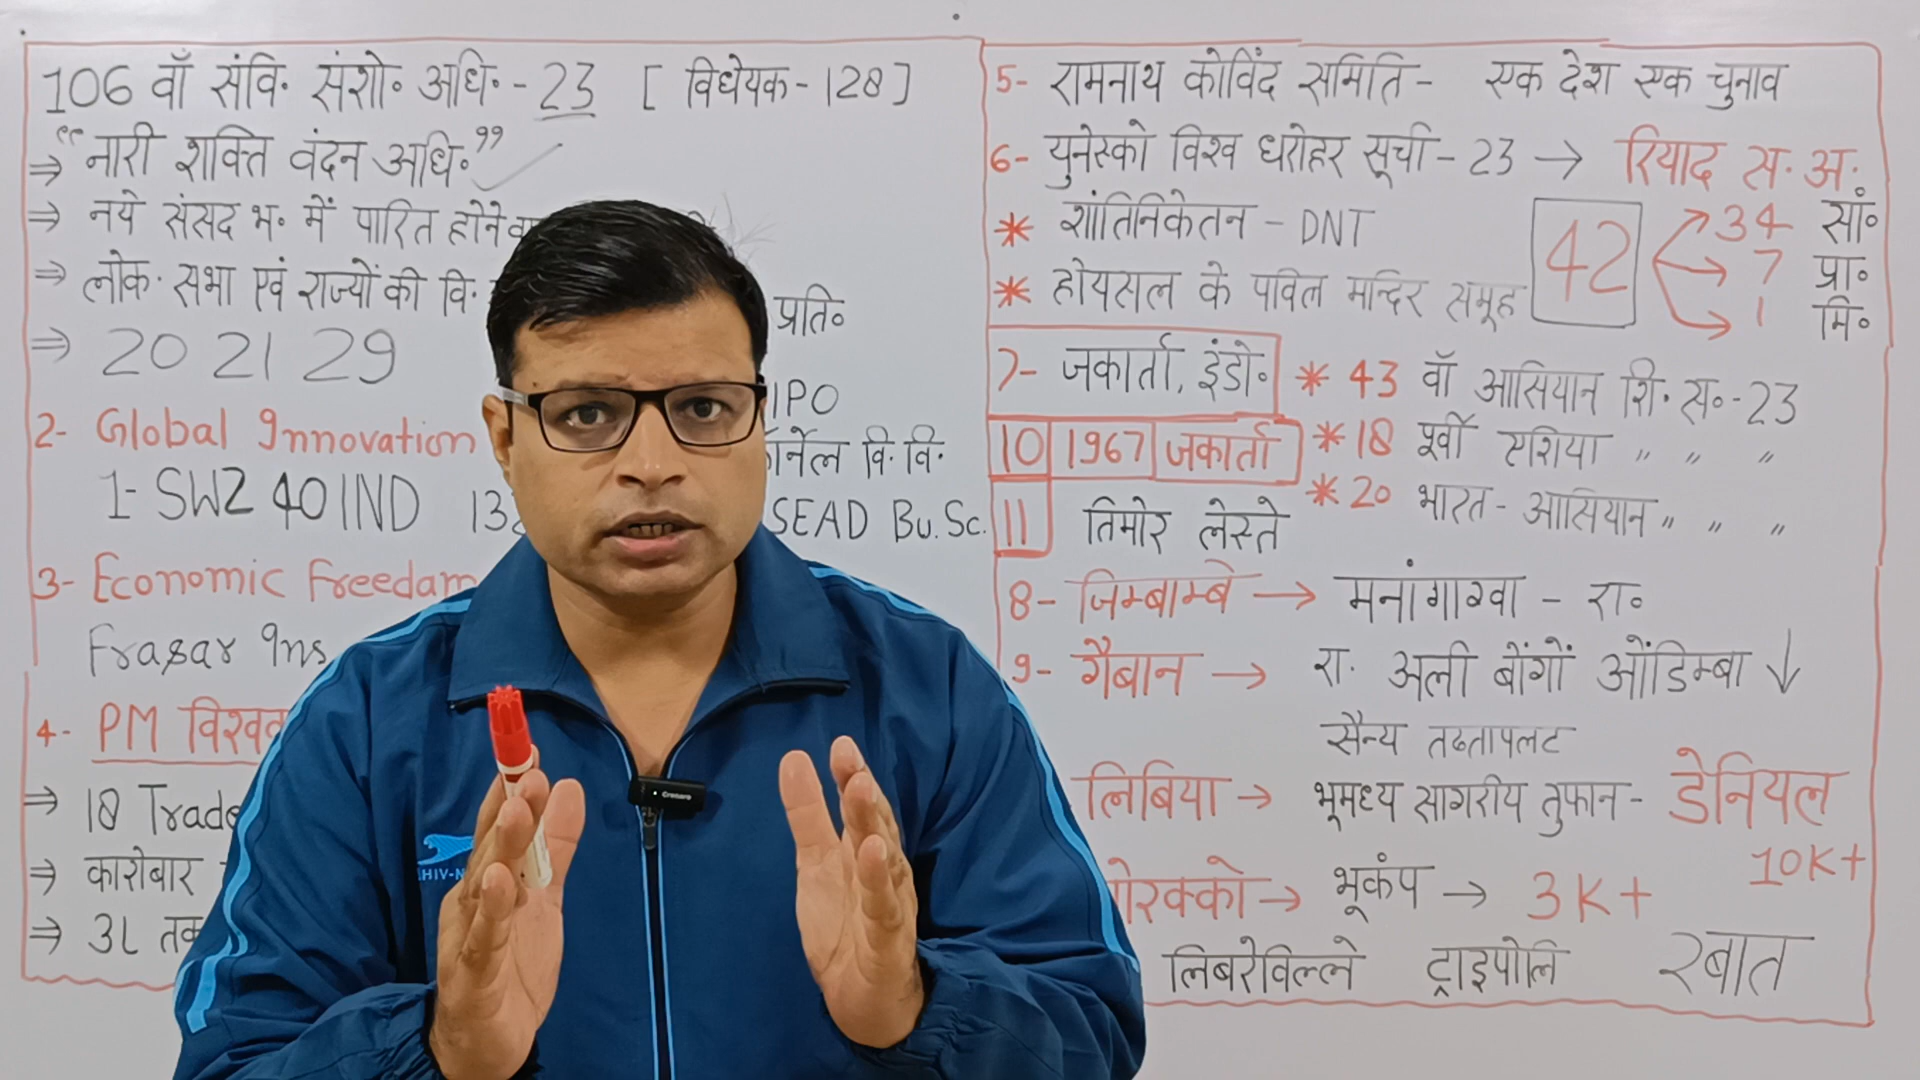 106 वाँ संवि॰ संशो॰ अधि॰ - 23 [ विधेयक - 128 ]
⇒ "नारी शक्ति वंदन अधि॰"
⇒ नये संसद भ॰ में पारित होने
⇒ लोक॰ सभा एवं राज्यों की वि॰ प्रति॰
⇒ 20 21 29
2- Global Innovation IPO
र्नेल वि॰ वि॰
1- SWZ 40 IND 13 SEAD Bu. Sc.
3- Economic Freedam
Frasar Ins
4- PM विश्व
⇒ 18 Trade
⇒ कारोबार
⇒ 3L तक
5- रामनाथ कोविंद समिति - एक देश एक चुनाव
6- युनेस्को विश्व धरोहर सूची - 23 → रियाद स॰ अ॰
* शांतिनिकेतन - DNT
* होयसल के पवित्र मन्दिर समूह
42 34 सां॰
7 प्रा॰
1 मि॰
7- जकार्ता, इंडो॰ * 43 वाँ आसियान शि॰ स॰ - 23
10 1967 जकार्ता * 18 पूर्वी एशिया " " "
* 20 भारत - आसियान " " "
11 तिमोर लेस्ते
8- जिम्बाम्बे → मनांगाग्वा - रा॰
9- गैबान → रा॰ अली बोंगों ओंडिम्बा ↓
सैन्य तख्तापलट
लिबिया → भूमध्य सागरीय तुफान - डेनियल
10K+
मोरक्को → भूकंप → 3K+
लिबरेविल्ले ट्राइपोलि रबात